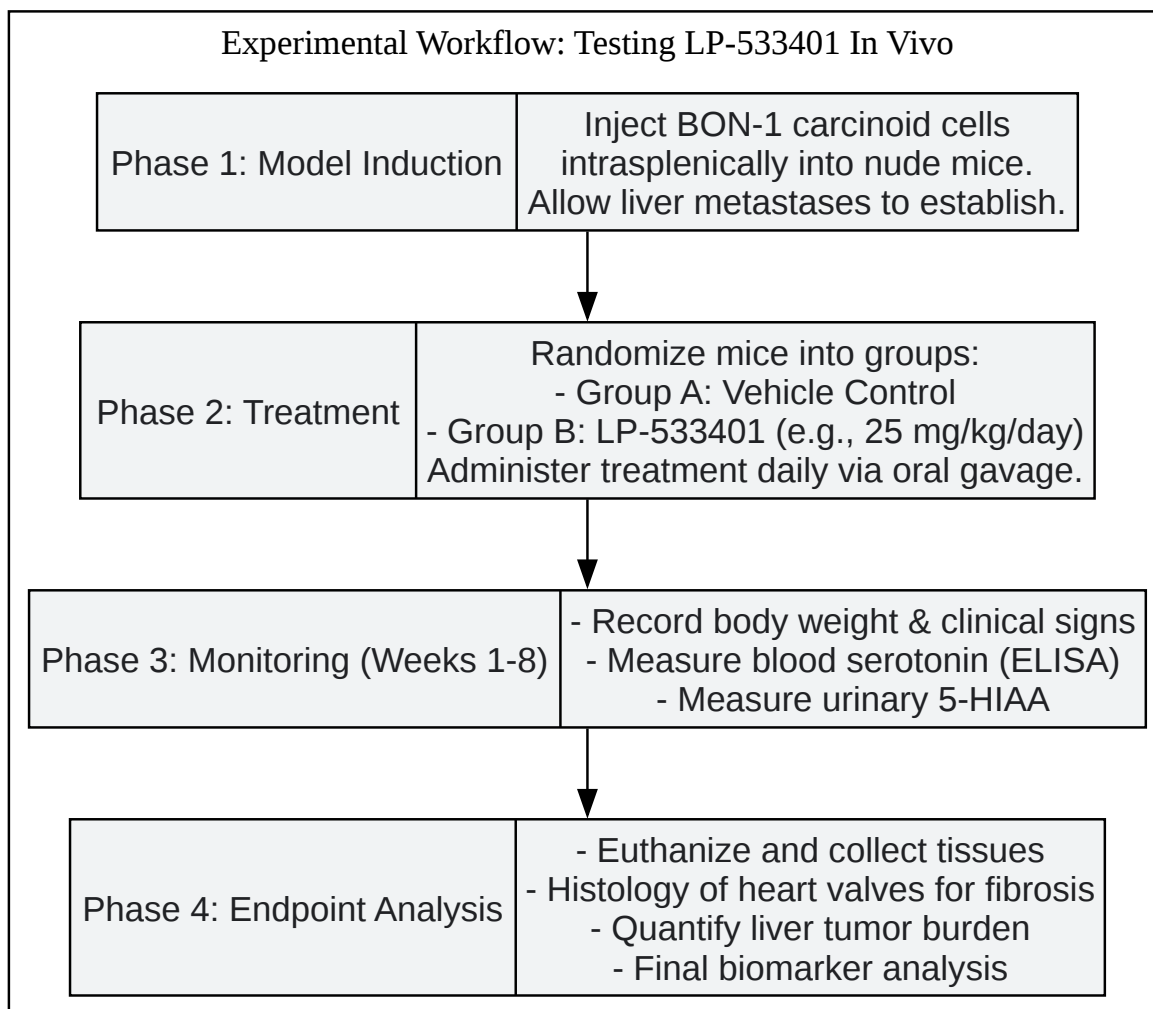 Experimental Workflow: Testing LP-533401 In Vivo
Phase 1: Model Induction
Inject BON-1 carcinoid cells
intrasplenically into nude mice.
Allow liver metastases to establish.
Phase 2: Treatment
Randomize mice into groups:
- Group A: Vehicle Control
- Group B: LP-533401 (e.g., 25 mg/kg/day)
Administer treatment daily via oral gavage.
Phase 3: Monitoring (Weeks 1-8)
- Record body weight & clinical signs
- Measure blood serotonin (ELISA)
- Measure urinary 5-HIAA
Phase 4: Endpoint Analysis
- Euthanize and collect tissues
- Histology of heart valves for fibrosis
- Quantify liver tumor burden
- Final biomarker analysis